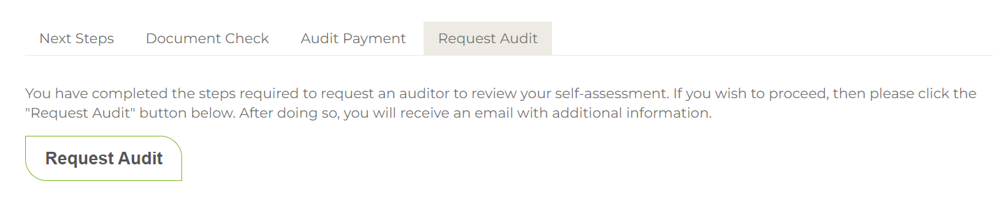 Next Steps Document Check Audit Payment Request Audit
You have completed the steps required to request an auditor to review your self-assessment. If you wish to proceed, then please click the
"Request Audit" button below. After doing so, you will receive an email with additional information.
Request Audit